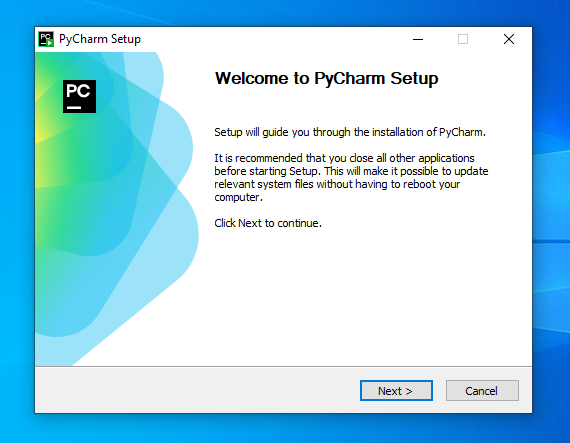 PyCharm Setup
PC
Welcome to PyCharm Setup
Setup will guide you through the installation of PyCharm.
It is recommended that you close all other applications
before starting Setup. This will make it possible to update
relevant system files without having to reboot your
computer.
Click Next to continue.
Next >
Cancel